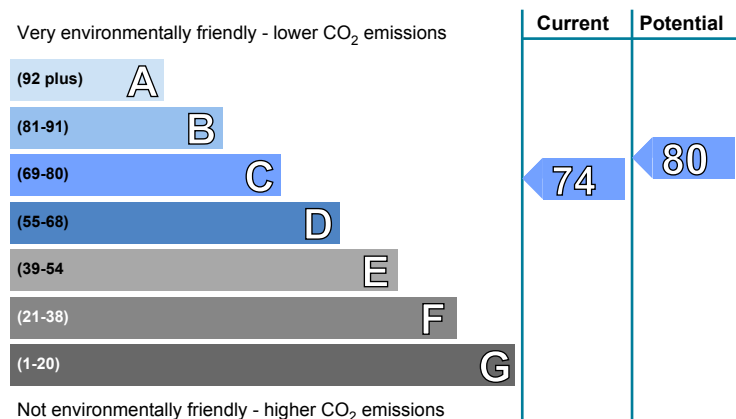 Very environmentally friendly - lower CO2 emissions
Current
Potential
(92 plus) A
(81-91) B
(69-80) C
(55-68) D
(39-54 E
(21-38) F
(1-20) G
74
80
Not environmentally friendly - higher CO2 emissions